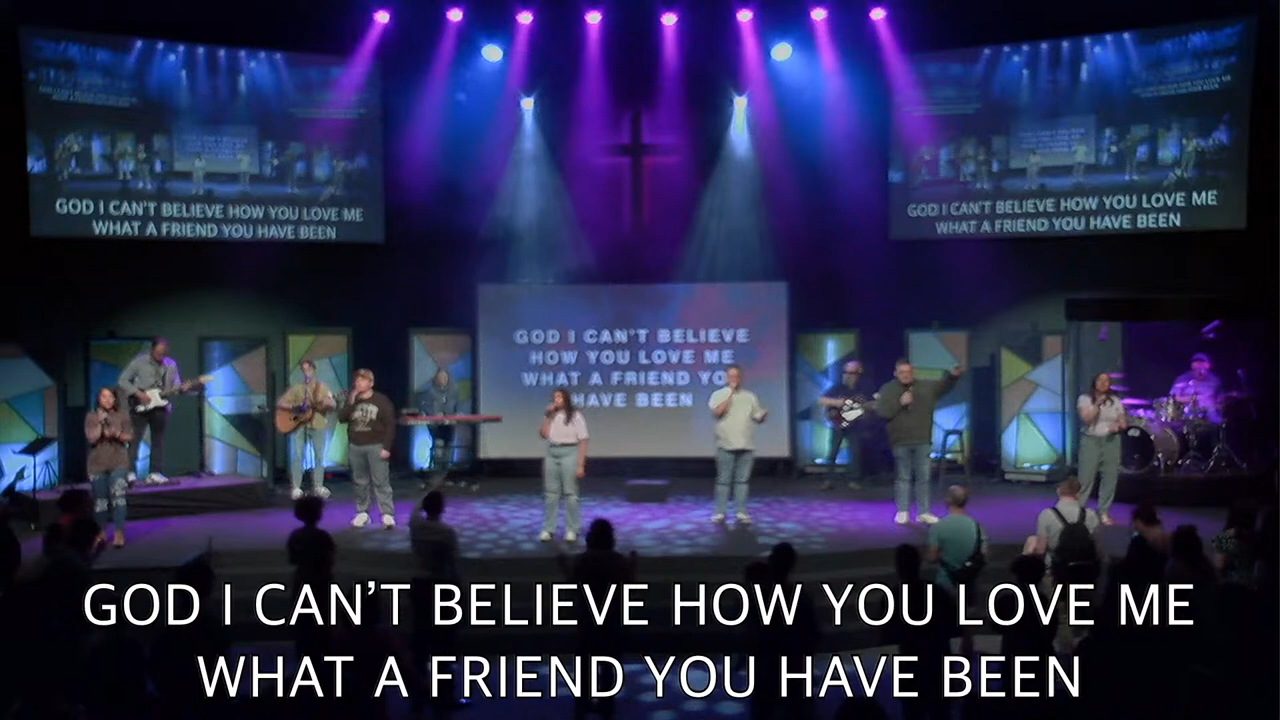 GOD I CAN'T BELIEVE HOW YOU LOVE ME
WHAT A FRIEND YOU HAVE BEEN
GOD I CAN'T BELIEVE HOW YOU LOVE ME
WHAT A FRIEND YOU HAVE BEEN
GOD I CAN'T BELIEVE
HOW YOU LOVE ME
WHAT A FRIEND YO
HAVE BEEN
GOD I CAN’T BELIEVE HOW YOU LOVE ME
WHAT A FRIEND YOU HAVE BEEN